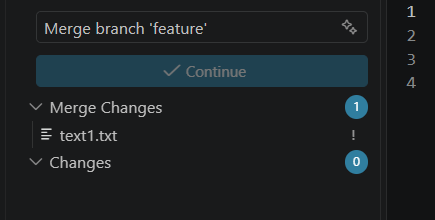 Merge branch 'feature'
Continue
Merge Changes 1
text1.txt !
Changes 0
1
2
3
4